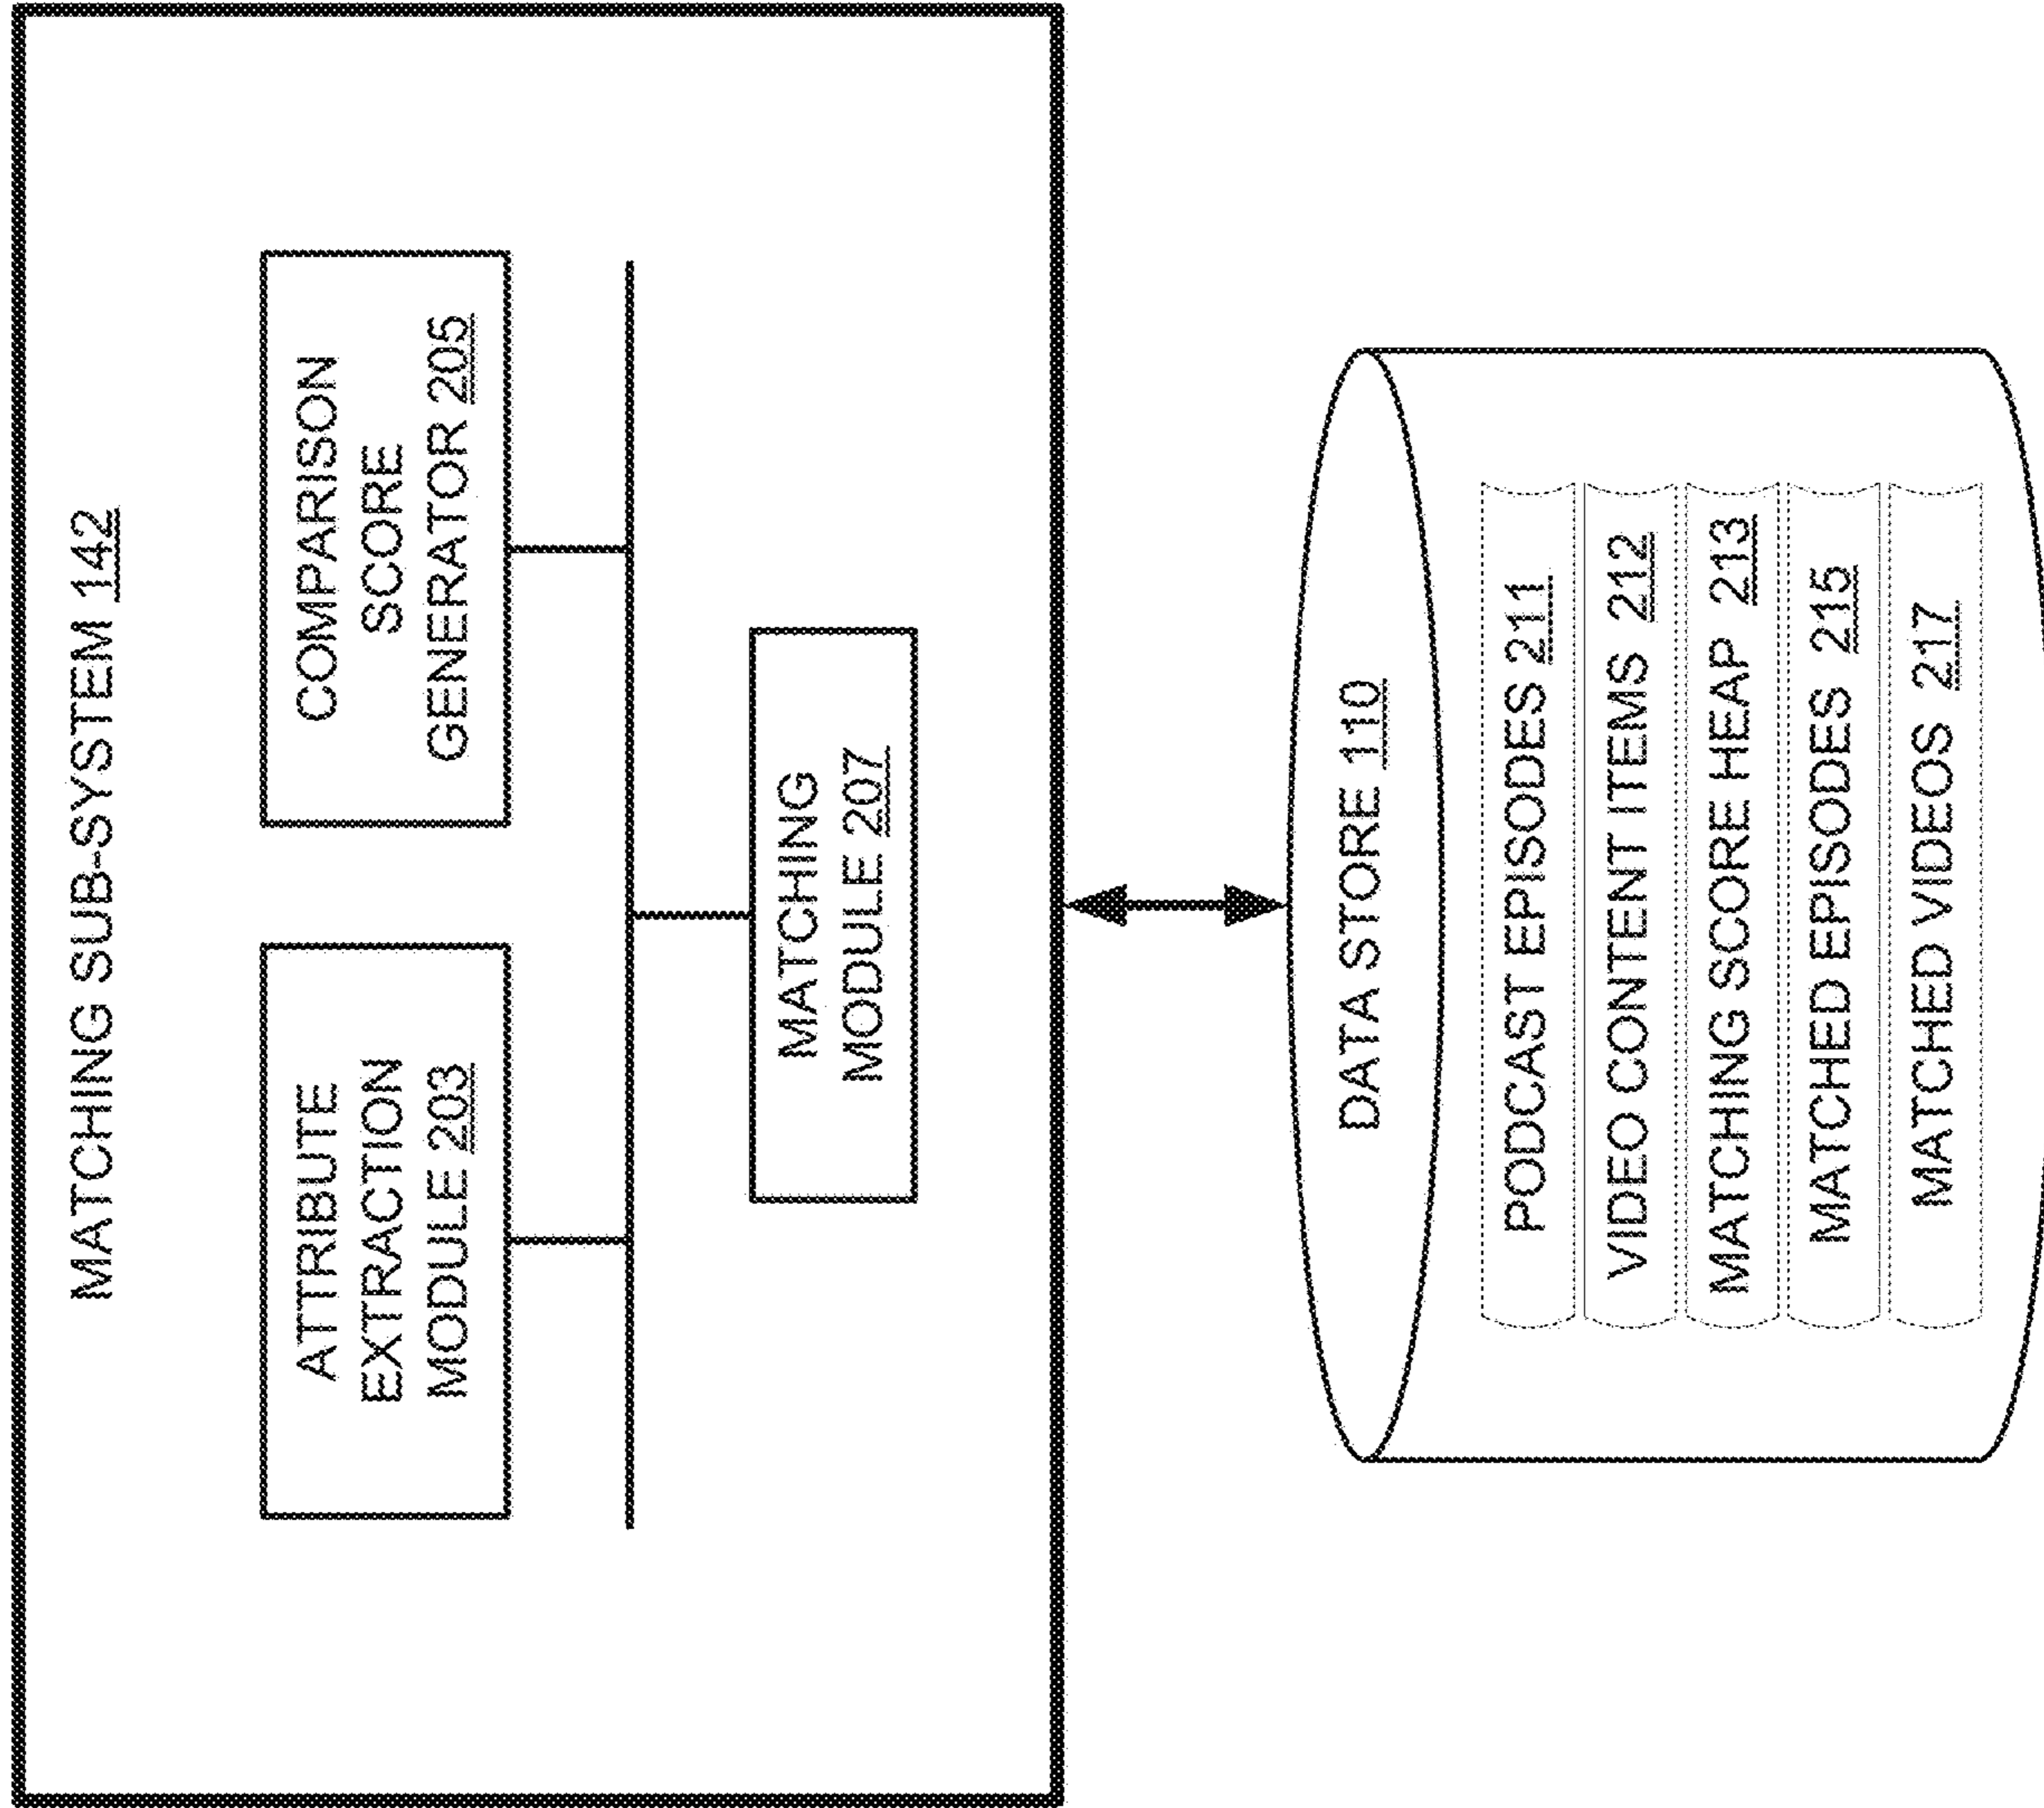 MATCHING SUB-SYSTEM 142
ATTRIBUTE
EXTRACTION
MODULE 203
COMPARISON
SCORE
GENERATOR 205
MATCHING
MODULE 207
DATA STORE 110
PODCAST EPISODES 211
VIDEO CONTENT ITEMS 212
MATCHING SCORE HEAP 213
MATCHED EPISODES 215
MATCHED VIDEOS 217